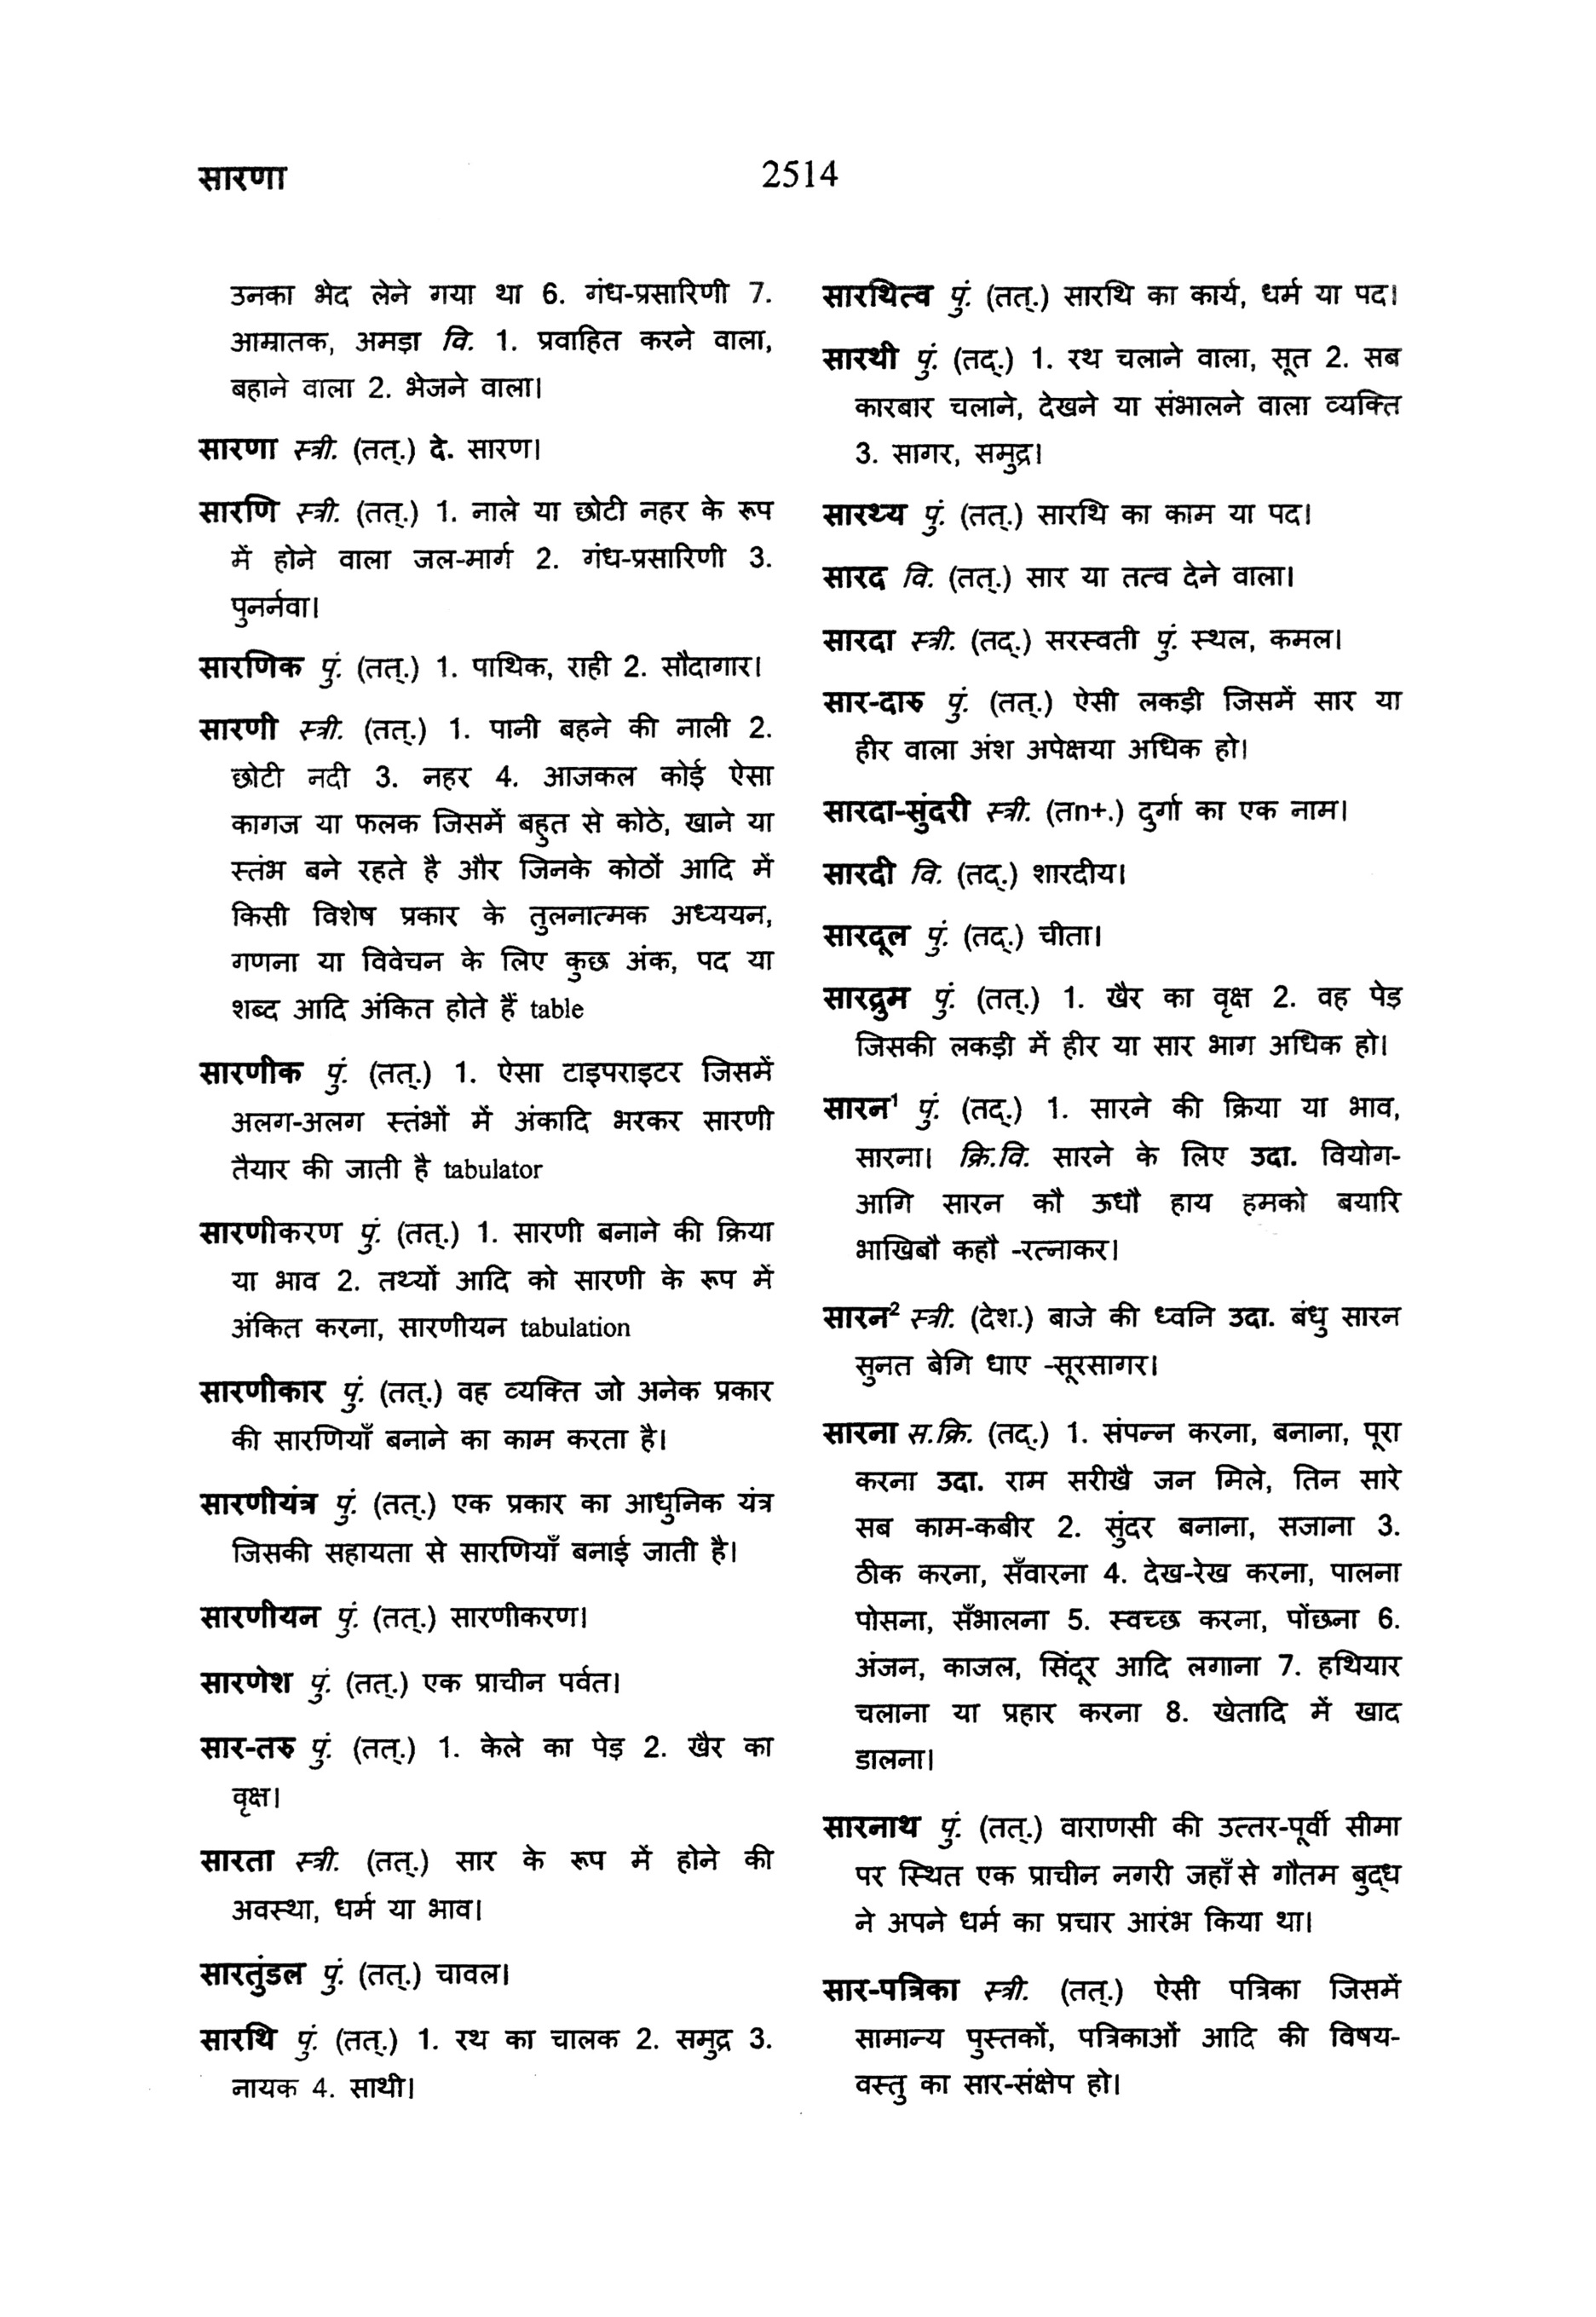 सारणा
2514
उनका भेद लेने गया था 6. गंध-प्रसारिणी 7.
आम्रातक, अमड़ा वि. 1. प्रवाहित करने वाला,
बहाने वाला 2. भेजने वाला।
सारणा स्त्री. (तत्.) दे. सारण।
सारणि स्त्री. (तत्.) 1. नाले या छोटी नहर के रूप
में होने वाला जल-मार्ग 2. गंध-प्रसारिणी 3.
पुनर्नवा।
सारणिक पुं. (तत्.) 1. पाथिक, राही 2. सौदागार।
सारणी स्त्री. (तत्.) 1. पानी बहने की नाली 2.
छोटी नदी 3. नहर 4. आजकल कोई ऐसा
कागज या फलक जिसमें बहुत से कोठे, खाने या
स्तंभ बने रहते है और जिनके कोठों आदि में
किसी विशेष प्रकार के तुलनात्मक अध्ययन,
गणना या विवेचन के लिए कुछ अंक, पद या
शब्द आदि अंकित होते हैं table
सारणीक पुं. (तत्.) 1. ऐसा टाइपराइटर जिसमें
अलग-अलग स्तंभों में अंकादि भरकर सारणी
तैयार की जाती है tabulator
सारणीकरण पुं. (तत्.) 1. सारणी बनाने की क्रिया
या भाव 2. तथ्यों आदि को सारणी के रूप में
अंकित करना, सारणीयन tabulation
सारणीकार पुं. (तत्.) वह व्यक्ति जो अनेक प्रकार
की सारणियाँ बनाने का काम करता है।
सारणीयंत्र पुं. (तत्.) एक प्रकार का आधुनिक यंत्र
जिसकी सहायता से सारणियाँ बनाई जाती है।
सारणीयन पुं. (तत्.) सारणीकरण।
सारणेश पुं. (तत्.) एक प्राचीन पर्वत।
सार-तरु पुं. (तत्.) 1. केले का पेड़ 2. खैर का
वृक्ष।
सारता स्त्री. (तत्.) सार के रूप में होने की
अवस्था, धर्म या भाव।
सारतुंडल पुं. (तत्.) चावल।
सारथि पुं. (तत्.) 1. रथ का चालक 2. समुद्र 3.
नायक 4. साथी।
सारथित्व पुं. (तत्.) सारथि का कार्य, धर्म या पद।
सारथी पुं. (तद्.) 1. रथ चलाने वाला, सूत 2. सब
कारबार चलाने, देखने या संभालने वाला व्यक्ति
3. सागर, समुद्र।
सारथ्य पुं. (तत्.) सारथि का काम या पद।
सारद वि. (तत्.) सार या तत्व देने वाला।
सारदा स्त्री. (तद्.) सरस्वती पुं. स्थल, कमल।
सार-दारु पुं. (तत्.) ऐसी लकड़ी जिसमें सार या
हीर वाला अंश अपेक्षया अधिक हो।
सारदा-सुंदरी स्त्री. (तn+.) दुर्गा का एक नाम।
सारदी वि. (तद्.) शारदीय।
सारदूल पुं. (तद्.) चीता।
सारद्रुम पुं. (तत्.) 1. खैर का वृक्ष 2. वह पेड़
जिसकी लकड़ी में हीर या सार भाग अधिक हो।
सारन¹ पुं. (तद्.) 1. सारने की क्रिया या भाव,
सारना। क्रि.वि. सारने के लिए उदा. वियोग-
आगि सारन कौ ऊधौ हाय हमको बयारि
भाखिबौ कहौ -रत्नाकर।
सारन² स्त्री. (देश.) बाजे की ध्वनि उदा. बंधु सारन
सुनत बेगि धाए -सूरसागर।
सारना स.क्रि. (तद्.) 1. संपन्न करना, बनाना, पूरा
करना उदा. राम सरीखै जन मिले, तिन सारे
सब काम-कबीर 2. सुंदर बनाना, सजाना 3.
ठीक करना, सँवारना 4. देख-रेख करना, पालना
पोसना, सँभालना 5. स्वच्छ करना, पोंछना 6.
अंजन, काजल, सिंदूर आदि लगाना 7. हथियार
चलाना या प्रहार करना 8. खेतादि में खाद
डालना।
सारनाथ पुं. (तत्.) वाराणसी की उत्तर-पूर्वी सीमा
पर स्थित एक प्राचीन नगरी जहाँ से गौतम बुद्ध
ने अपने धर्म का प्रचार आरंभ किया था।
सार-पत्रिका स्त्री. (तत्.) ऐसी पत्रिका जिसमें
सामान्य पुस्तकों, पत्रिकाओं आदि की विषय-
वस्तु का सार-संक्षेप हो।